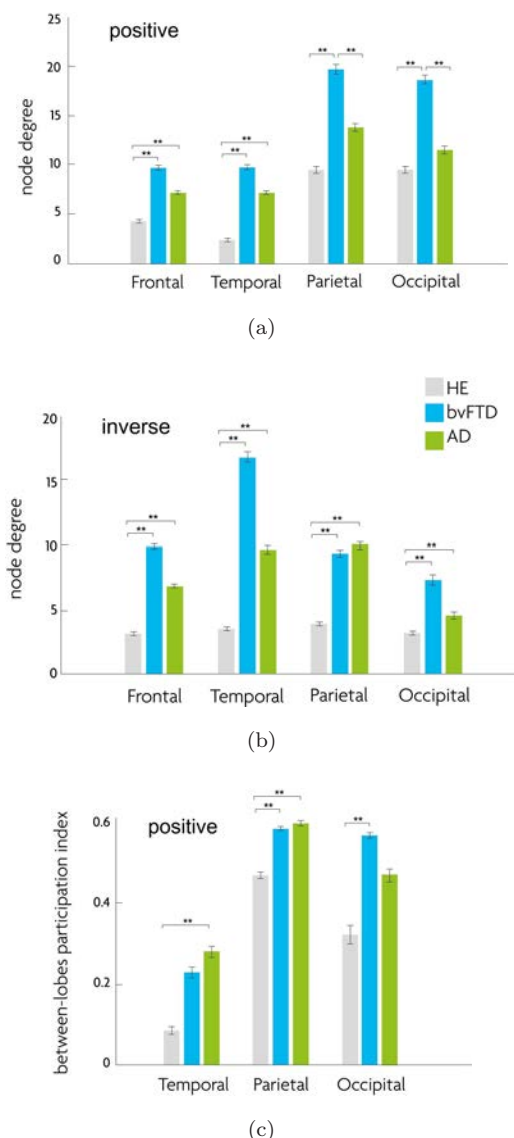 positive
node degree
25
20
15
10
5
0
** ** ** **
** **
** **
Frontal Temporal Parietal Occipital
(a)
HE
bvFTD
AD
inverse
node degree
20
15
10
5
0
** ** ** **
** ** ** **
Frontal Temporal Parietal Occipital
(b)
positive
between-lobes participation index
0.6
0.4
0.2
0
** ** ** **
Temporal Parietal Occipital
(c)